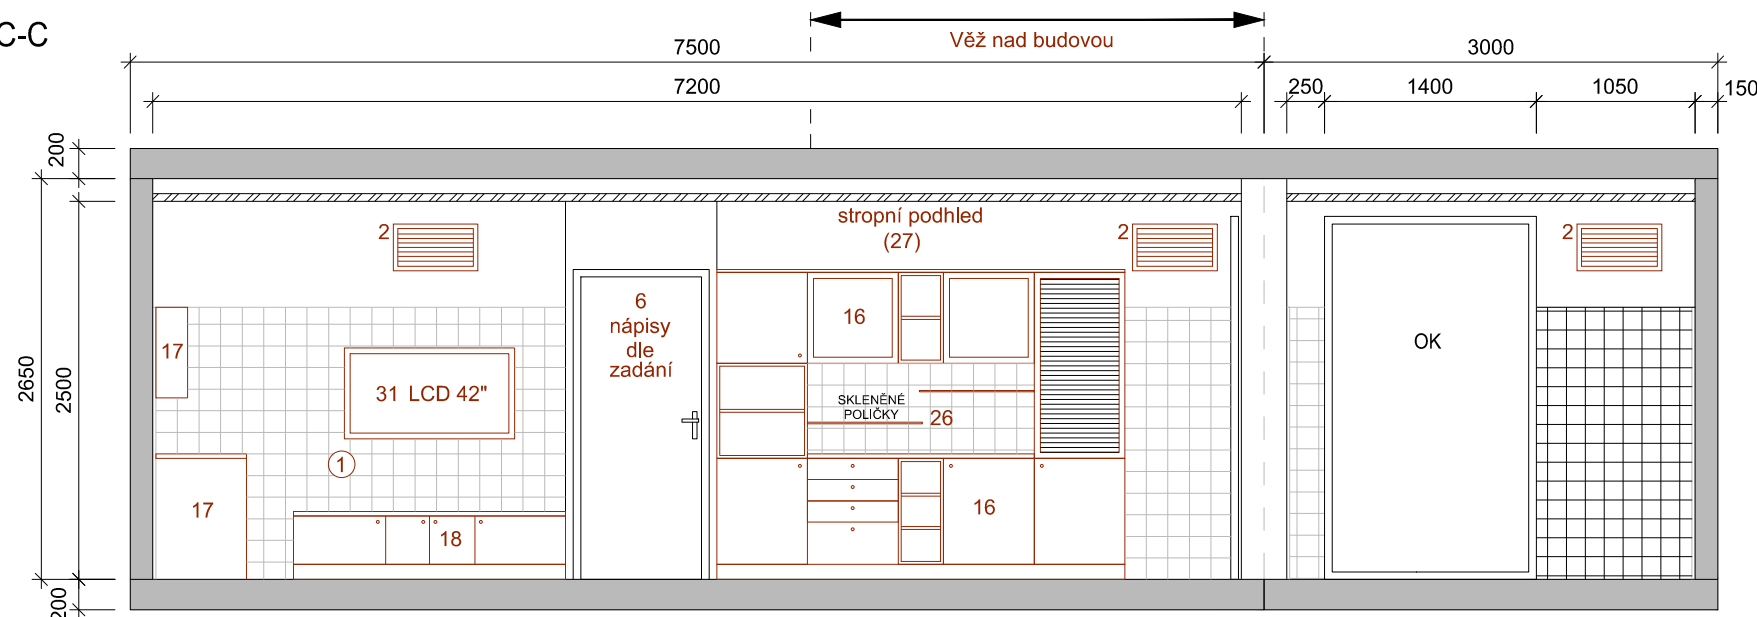 C-C
Věž nad budovou
7500
3000
7200
250
1400
1050
150
200
2650
2500
200
stropní podhled
(27)
2
2
2
6
nápisy
dle
zadání
16
17
31 LCD 42"
SKLENĚNÉ
POLIČKY
26
OK
1
17
18
16